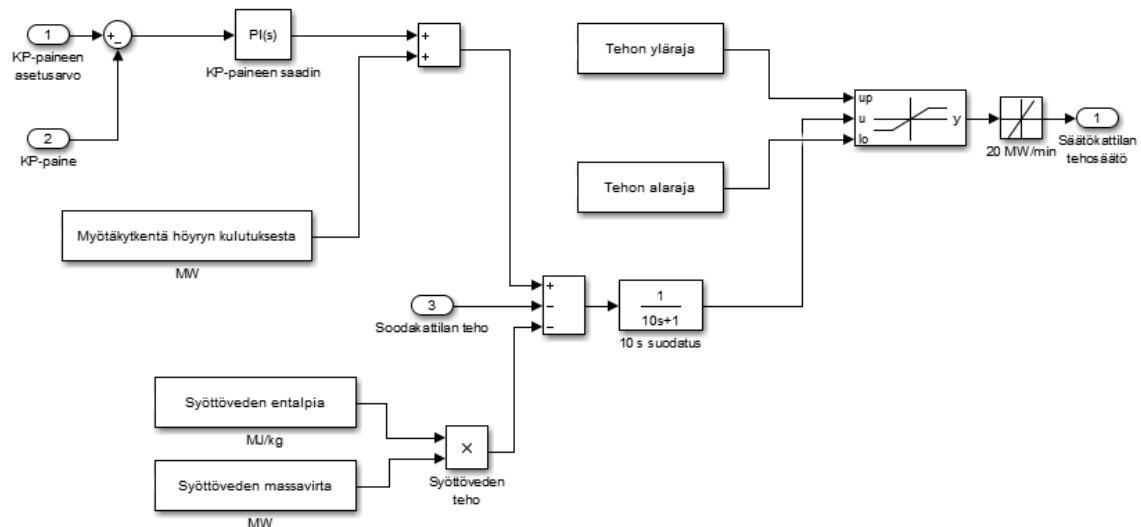 1
KP-paineen
asetusarvo
+
−
PI(s)
KP-paineen saadin
+
+
2
KP-paine
Myötäkytkentä höyryn kulutuksesta
MW
Tehon yläraja
Tehon alaraja
up
u
lo
y
20 MW/min
1
Säätökattilan
tehosäätö
3
Soodakattilan teho
+
−
−
1
10s+1
10 s suodatus
Syöttöveden entalpia
MJ/kg
Syöttöveden massavirta
MW
×
Syöttöveden
teho